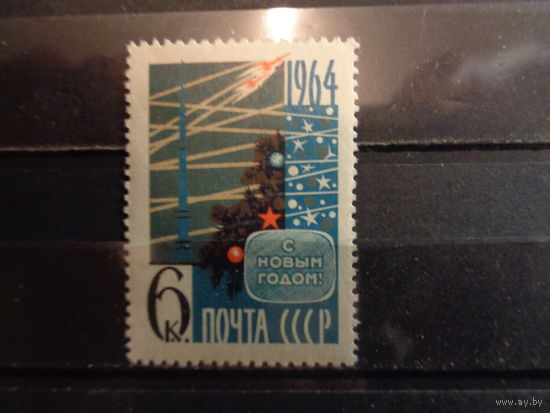 1964
С
НОВЫМ
ГОДОМ!
6 К. ПОЧТА СССР
www.ay.by